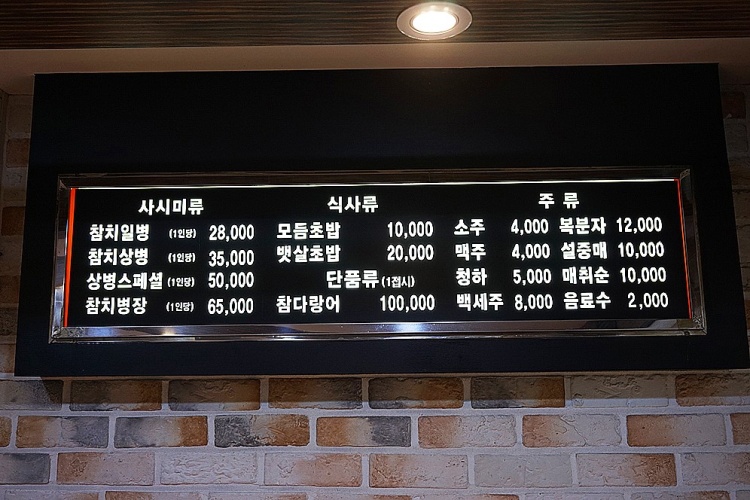 사시미류
참치일병 (1인당) 28,000
참치상병 (1인당) 35,000
상병스페셜 (1인당) 50,000
참치병장 (1인당) 65,000
식사류
모듬초밥 10,000
뱃살초밥 20,000
단품류 (1접시)
참다랑어 100,000
주 류
소주 4,000 복분자 12,000
맥주 4,000 설중매 10,000
청하 5,000 매취순 10,000
백세주 8,000 음료수 2,000